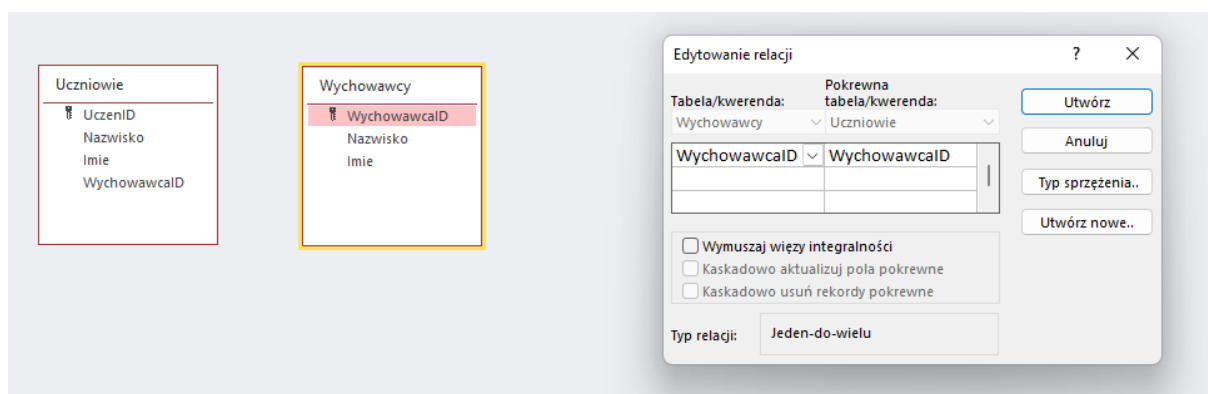 Uczniowie
UczenID
Nazwisko
Imie
WychowawcaID
Wychowawcy
WychowawcaID
Nazwisko
Imie
Edytowanie relacji
?
Tabela/kwerenda:
Pokrewna
tabela/kwerenda:
Wychowawcy
Uczniowie
WychowawcaID
WychowawcaID
Wymuszaj więzy integralności
Kaskadowo aktualizuj pola pokrewne
Kaskadowo usuń rekordy pokrewne
Typ relacji:
Jeden-do-wielu
Utwórz
Anuluj
Typ sprzężenia..
Utwórz nowe..